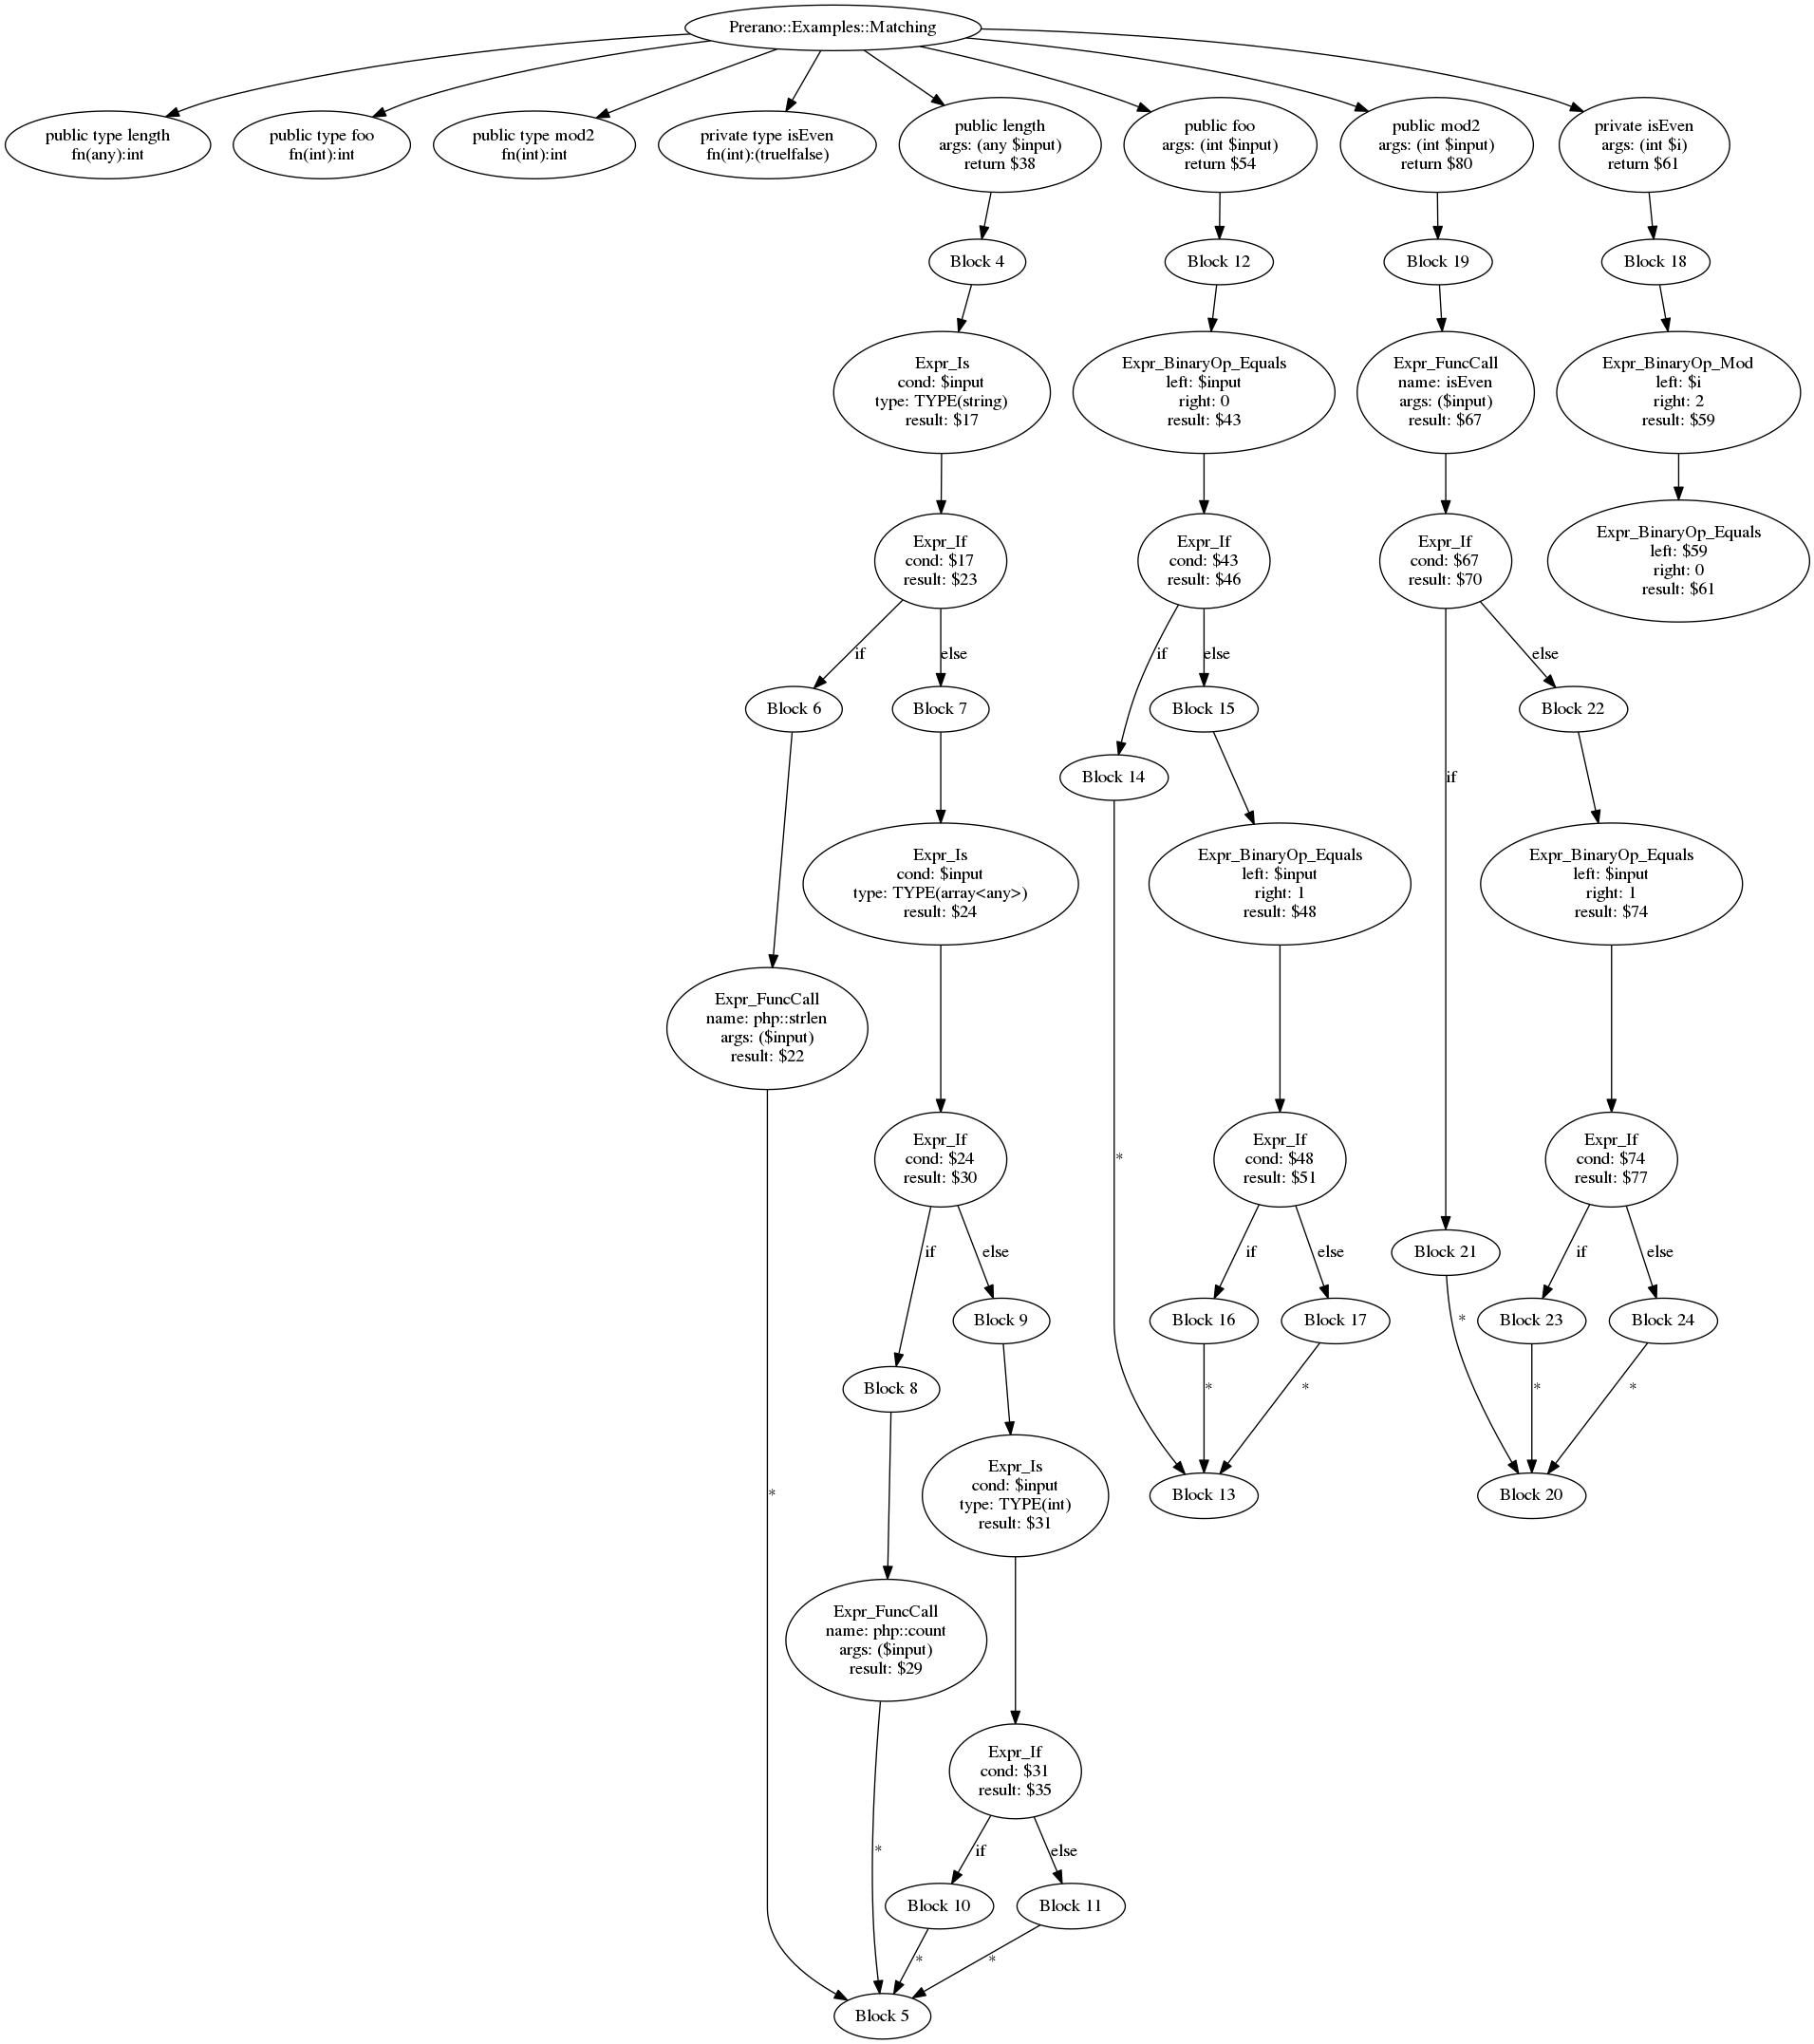 Prerano::Examples::Matching
public type length
fn(any):int
public type foo
fn(int):int
public type mod2
fn(int):int
private type isEven
fn(int):(true|false)
public length
args: (any $input)
return $38
public foo
args: (int $input)
return $54
public mod2
args: (int $input)
return $80
private isEven
args: (int $i)
return $61
Block 4
Block 12
Block 19
Block 18
Expr_Is
cond: $input
type: TYPE(string)
result: $17
Expr_BinaryOp_Equals
left: $input
right: 0
result: $43
Expr_FuncCall
name: isEven
args: ($input)
result: $67
Expr_BinaryOp_Mod
left: $i
right: 2
result: $59
Expr_If
cond: $17
result: $23
Expr_If
cond: $43
result: $46
Expr_If
cond: $67
result: $70
Expr_BinaryOp_Equals
left: $59
right: 0
result: $61
if
else
if
else
else
Block 6
Block 7
Block 15
Block 22
Block 14
if
Expr_Is
cond: $input
type: TYPE(array<any>)
result: $24
Expr_BinaryOp_Equals
left: $input
right: 1
result: $48
Expr_BinaryOp_Equals
left: $input
right: 1
result: $74
Expr_FuncCall
name: php::strlen
args: ($input)
result: $22
Expr_If
cond: $24
result: $30
*
Expr_If
cond: $48
result: $51
Expr_If
cond: $74
result: $77
if
else
if
else
Block 21
if
else
Block 9
Block 16
Block 17
*
Block 23
Block 24
Block 8
*
*
*
*
*
Expr_Is
cond: $input
type: TYPE(int)
result: $31
Block 13
Block 20
Expr_FuncCall
name: php::count
args: ($input)
result: $29
Expr_If
cond: $31
result: $35
*
if
else
Block 10
Block 11
*
*
Block 5